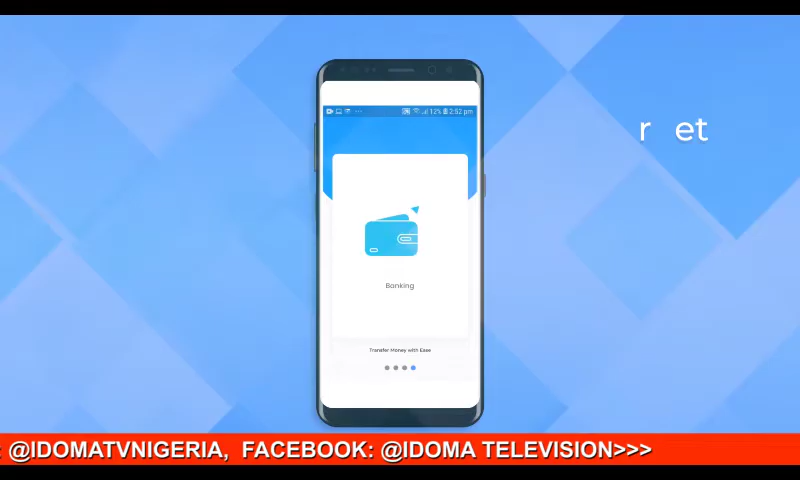 12% 2:52 pm
r et
Banking
Transfer Money with Ease
: @IDOMATVNIGERIA, FACEBOOK: @IDOMA TELEVISION>>>